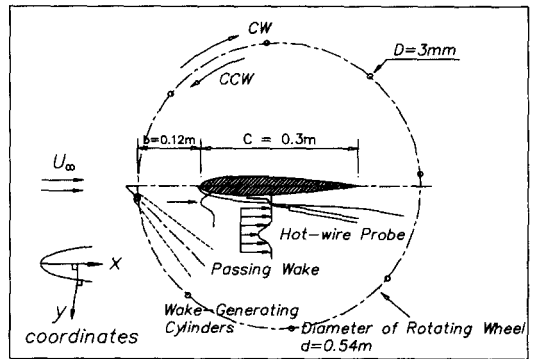 CW
CCW
D=3mm
b=0.12m
C = 0.3m
U∞
Hot-wire Probe
Passing Wake
X
y
coordinates
Wake-Generating
Cylinders
Diameter of Rotating Wheel
d=0.54m